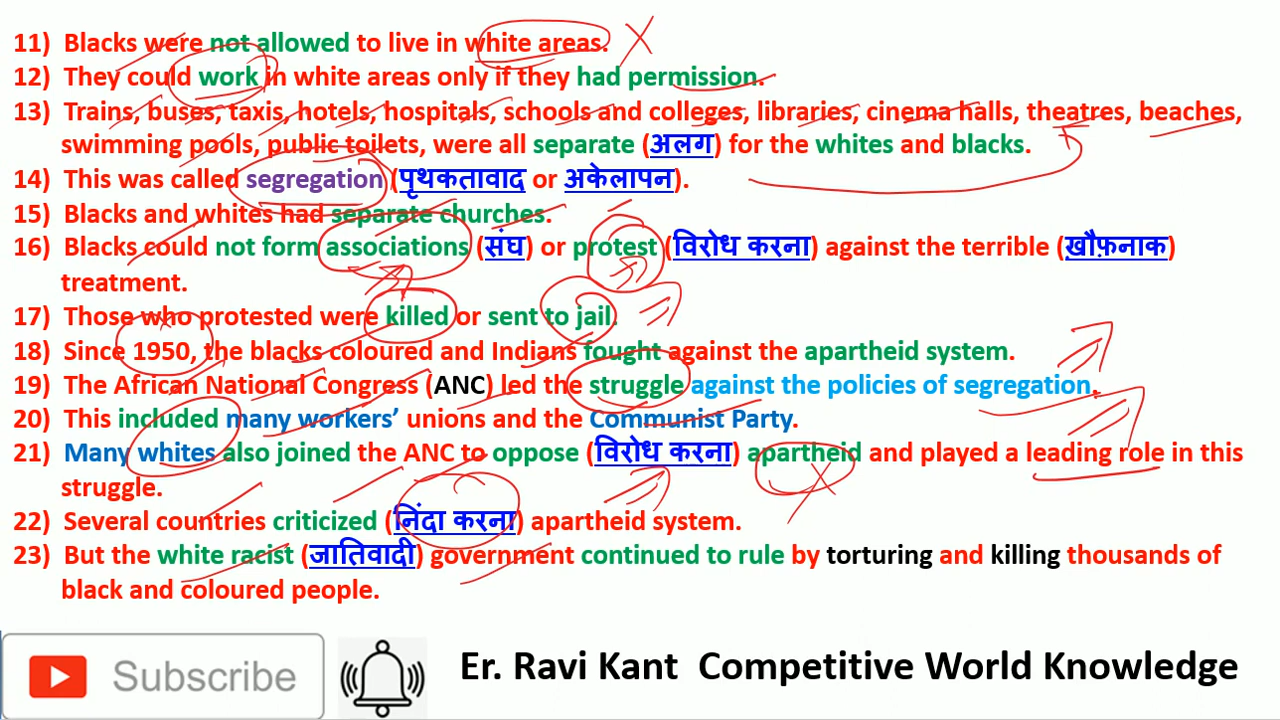 11) Blacks were not allowed to live in white areas.
12) They could work in white areas only if they had permission.
13) Trains, buses, taxis, hotels, hospitals, schools and colleges, libraries, cinema halls, theatres, beaches,
swimming pools, public toilets, were all separate (अलग) for the whites and blacks.
14) This was called segregation (पृथकतावाद or अकेलापन).
15) Blacks and whites had separate churches.
16) Blacks could not form associations (संघ) or protest (विरोध करना) against the terrible (ख़ौफ़नाक)
treatment.
17) Those who protested were killed or sent to jail.
18) Since 1950, the blacks coloured and Indians fought against the apartheid system.
19) The African National Congress (ANC) led the struggle against the policies of segregation.
20) This included many workers’ unions and the Communist Party.
21) Many whites also joined the ANC to oppose (विरोध करना) apartheid and played a leading role in this
struggle.
22) Several countries criticized (निंदा करना) apartheid system.
23) But the white racist (जातिवादी) government continued to rule by torturing and killing thousands of
black and coloured people.
Subscribe
Er. Ravi Kant Competitive World Knowledge